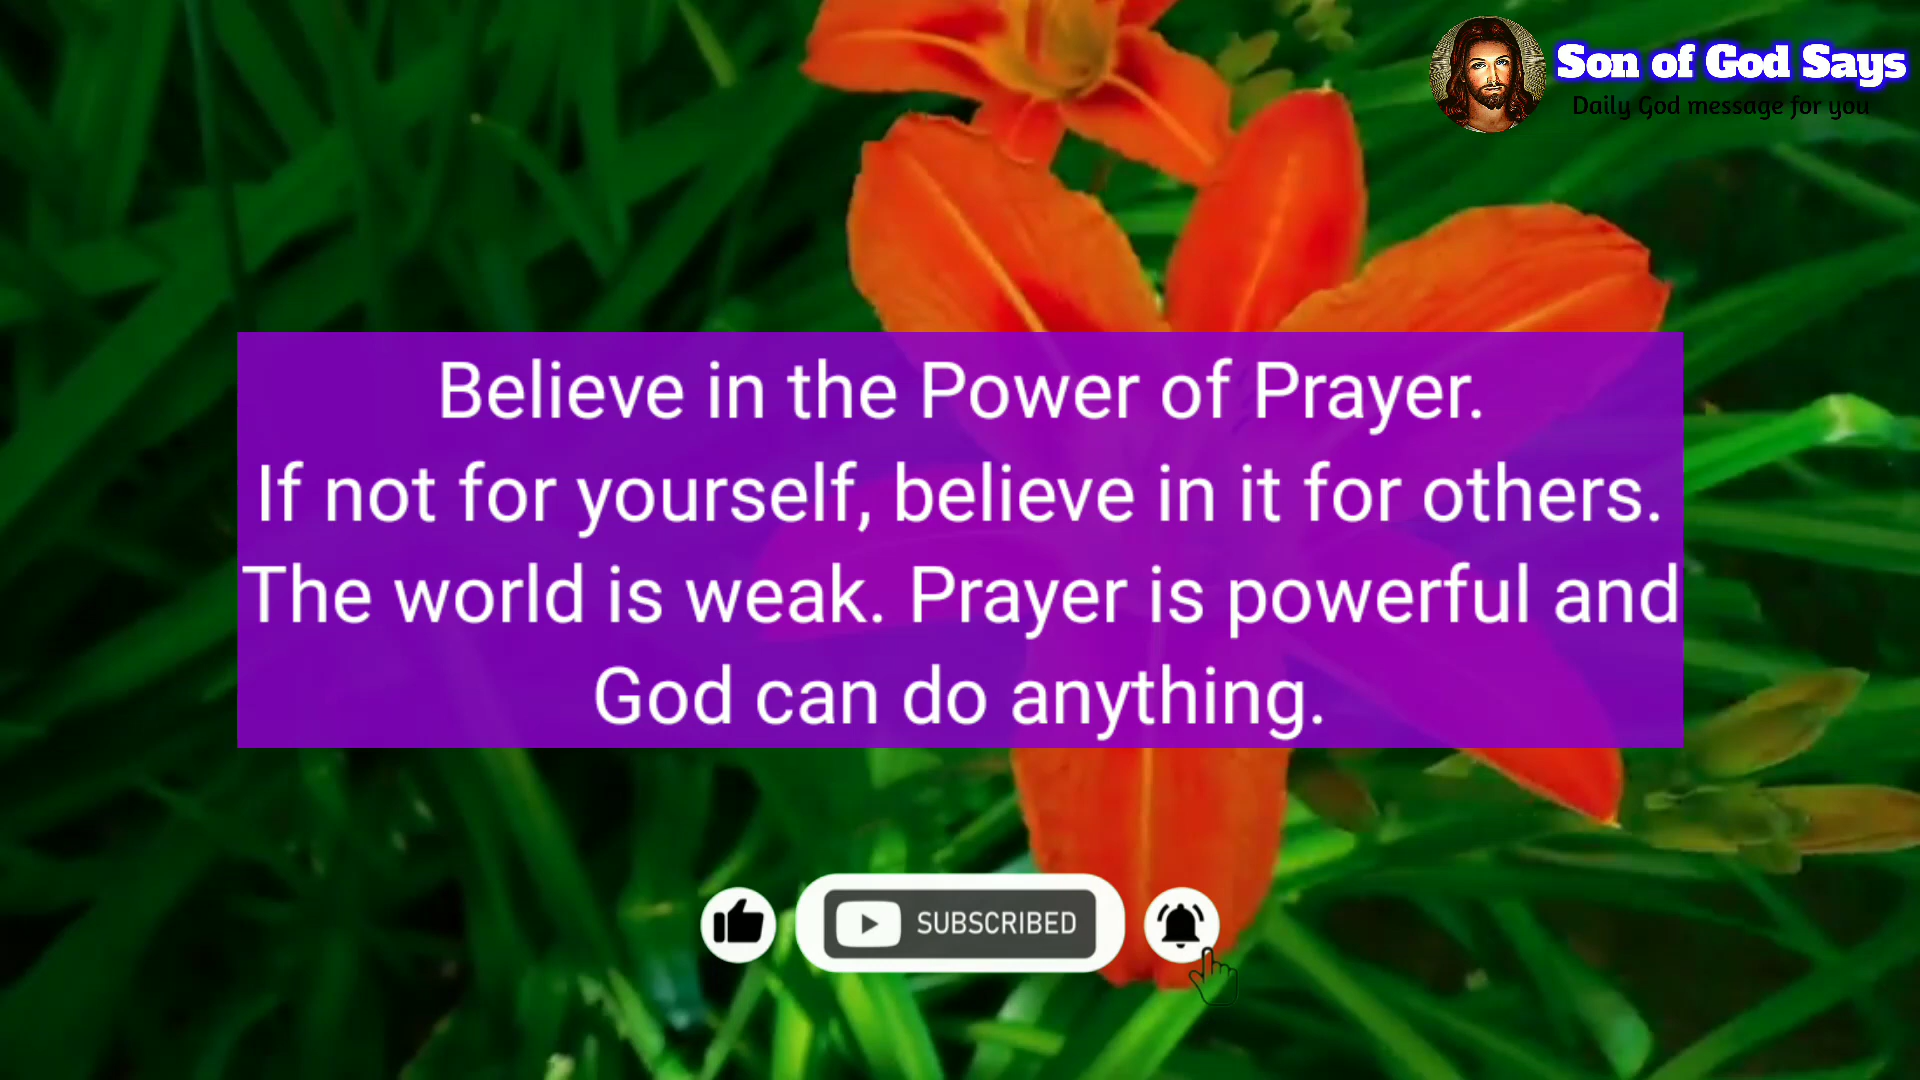 Son of God Says
Daily God message for you
Believe in the Power of Prayer.
If not for yourself, believe in it for others.
The world is weak. Prayer is powerful and
God can do anything.
SUBSCRIBED